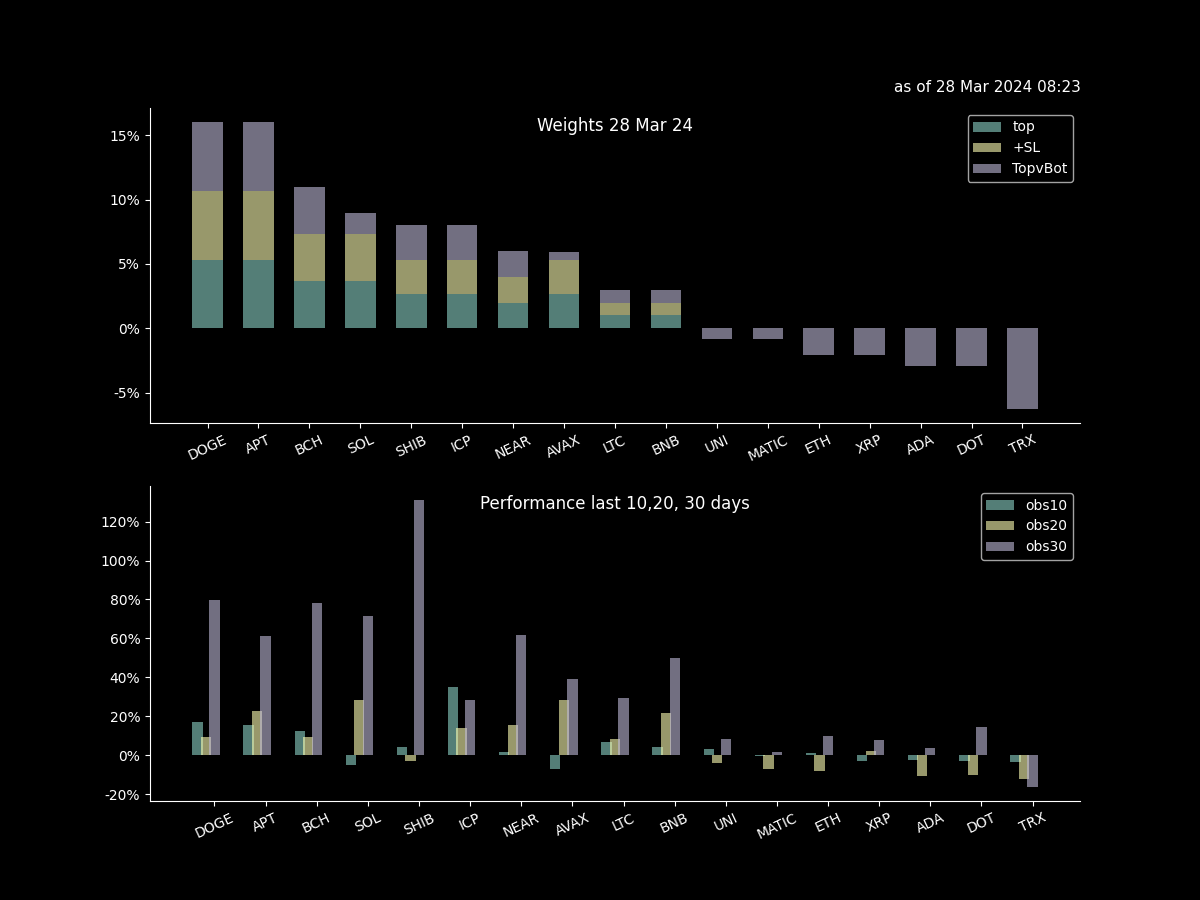 as of 28 Mar 2024 08:23
Weights 28 Mar 24
top
+SL
TopvBot
15%
10%
5%
0%
-5%
DOGE APT BCH SOL SHIB ICP NEAR AVAX LTC BNB UNI MATIC ETH XRP ADA DOT TRX
Performance last 10,20, 30 days
obs10
obs20
obs30
120%
100%
80%
60%
40%
20%
0%
-20%
DOGE APT BCH SOL SHIB ICP NEAR AVAX LTC BNB UNI MATIC ETH XRP ADA DOT TRX